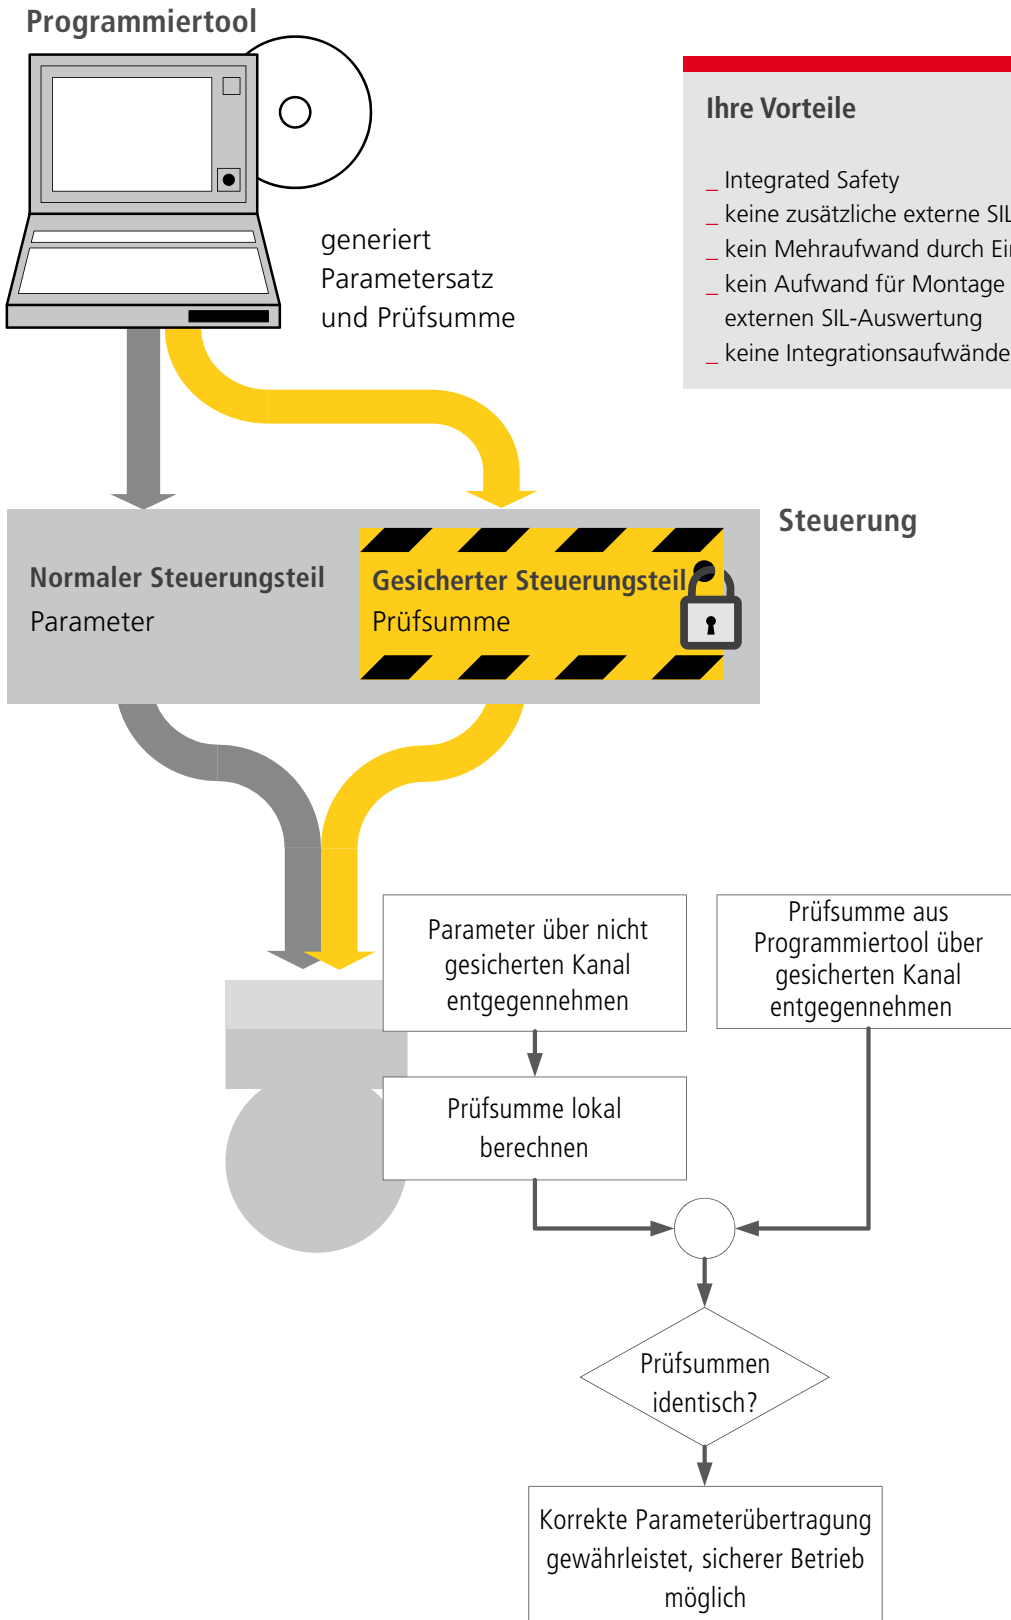 Programmiertool
generiert
Parametersatz
und Prüfsumme
Ihre Vorteile
_ Integrated Safety
_ keine zusätzliche externe SIL
_ kein Mehraufwand durch
_ kein Aufwand für Montage
externen SIL-Auswertung
_ keine Integrationsaufwände
Steuerung
Normaler Steuerungsteil
Parameter
Gesicherter Steuerungsteil
Prüfsumme
Parameter über nicht
gesicherten Kanal
entgegennehmen
Prüfsumme aus
Programmiertool über
gesicherten Kanal
entgegennehmen
Prüfsumme lokal
berechnen
Prüfsummen
identisch?
Korrekte Parameterübertragung
gewährleistet, sicherer Betrieb
möglich